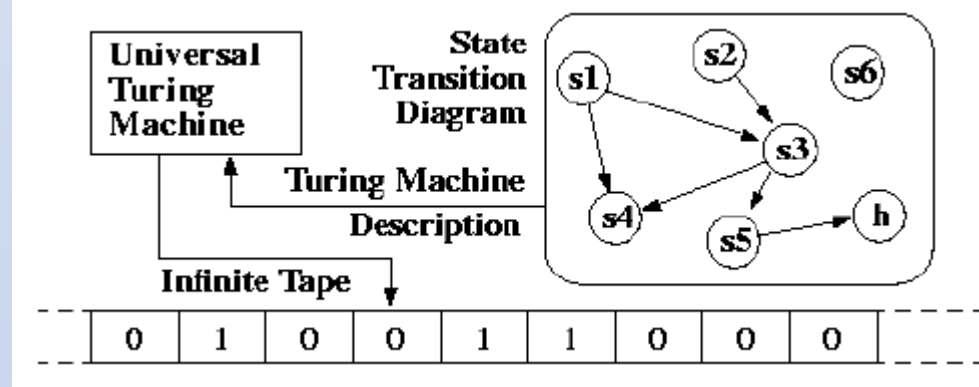 Universal
Turing
Machine
State
Transition
Diagram
s1
s2
s6
s3
s4
s5
h
Turing Machine
Description
Infinite Tape
0 1 0 0 1 1 0 0 0